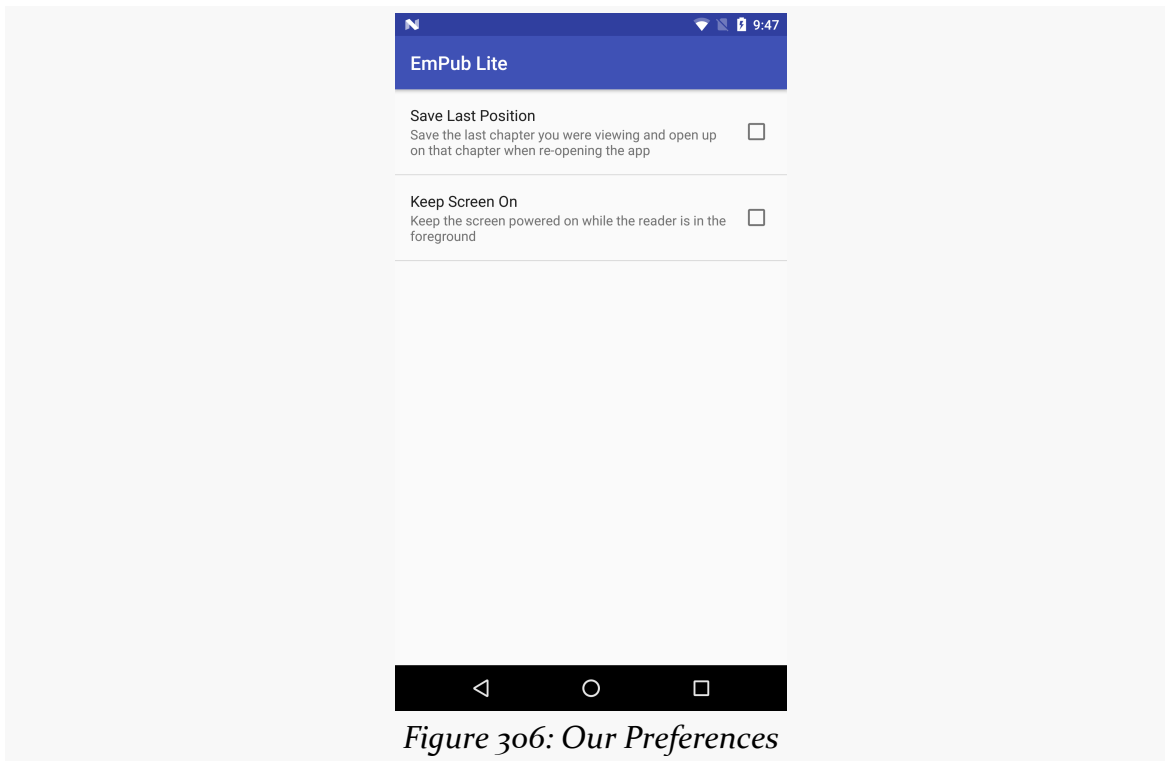 9:47
EmPub Lite
Save Last Position
Save the last chapter you were viewing and open up
on that chapter when re-opening the app
Keep Screen On
Keep the screen powered on while the reader is in the
foreground
Figure 306: Our Preferences